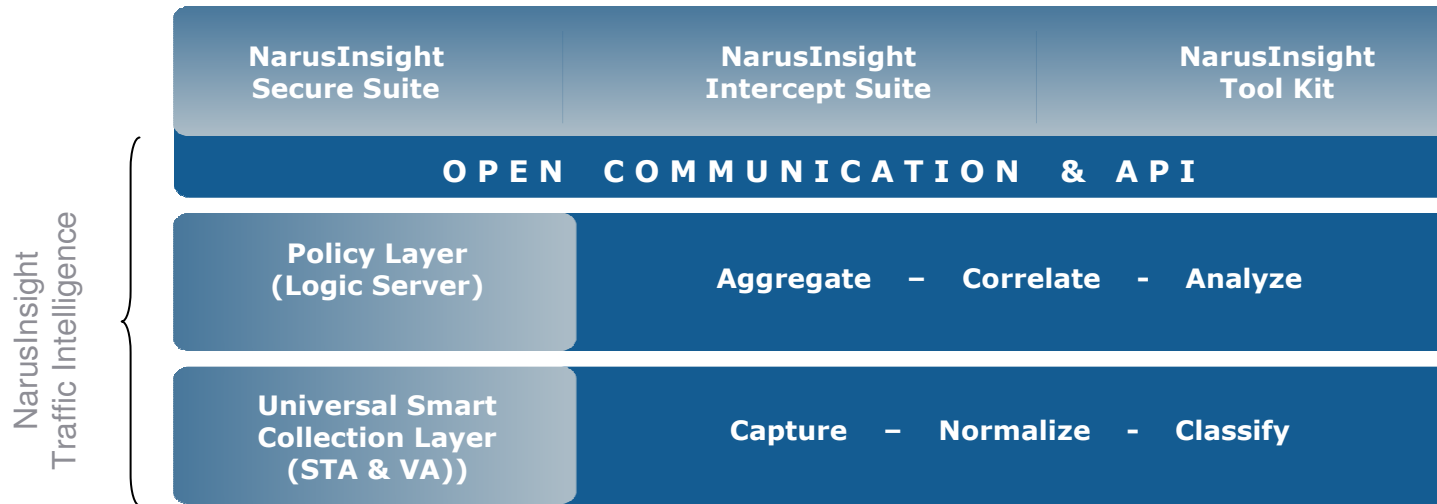 NarusInsight
Secure Suite
NarusInsight
Intercept Suite
NarusInsight
Tool Kit
OPEN COMMUNICATION & API
NarusInsight
Traffic Intelligence
Policy Layer
(Logic Server)
Aggregate – Correlate - Analyze
Universal Smart
Collection Layer
(STA & VA))
Capture – Normalize - Classify